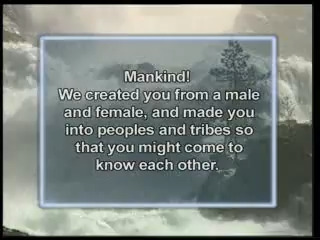 Mankind!
We created you from a male
and female, and made you
into peoples and tribes so
that you might come to
know each other.